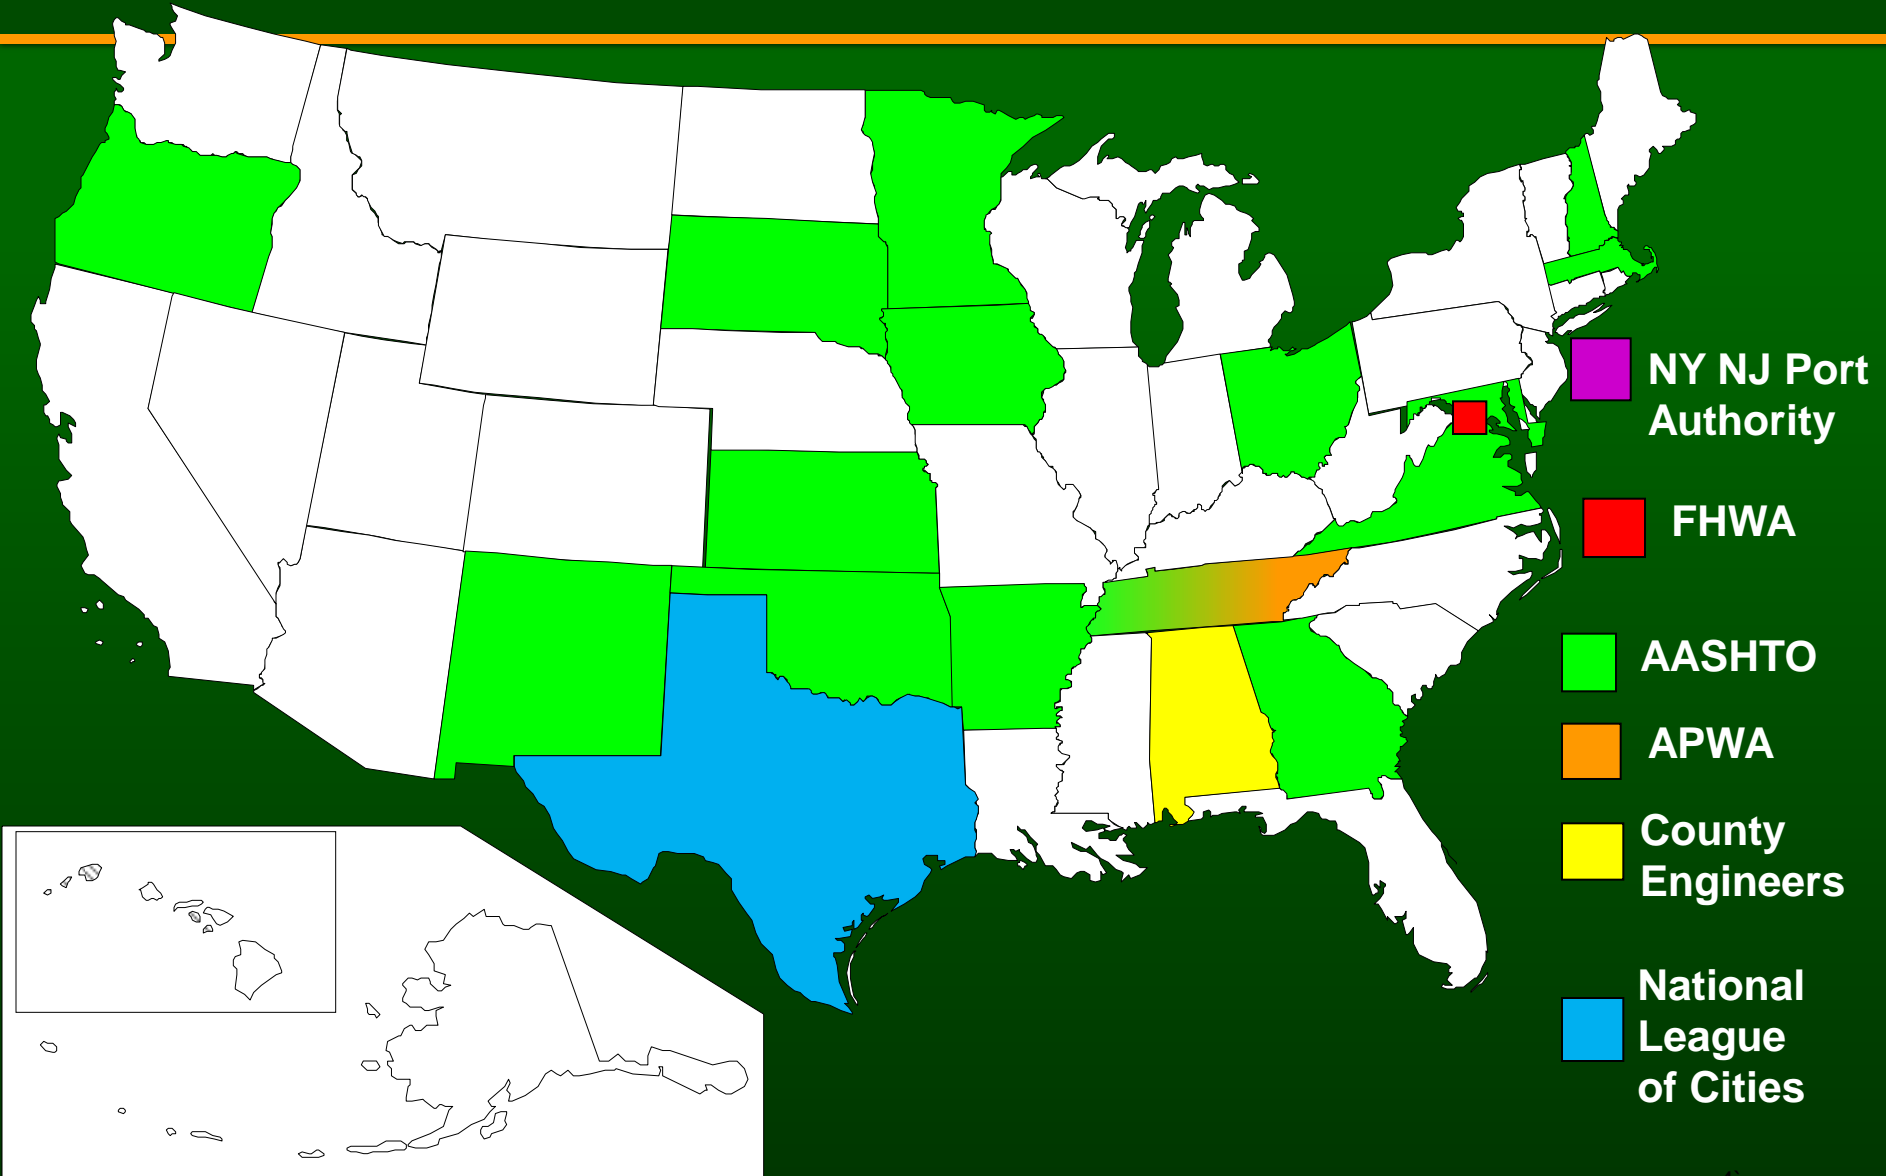 NY NJ Port
Authority
FHWA
AASHTO
APWA
County
Engineers
National
League
of Cities